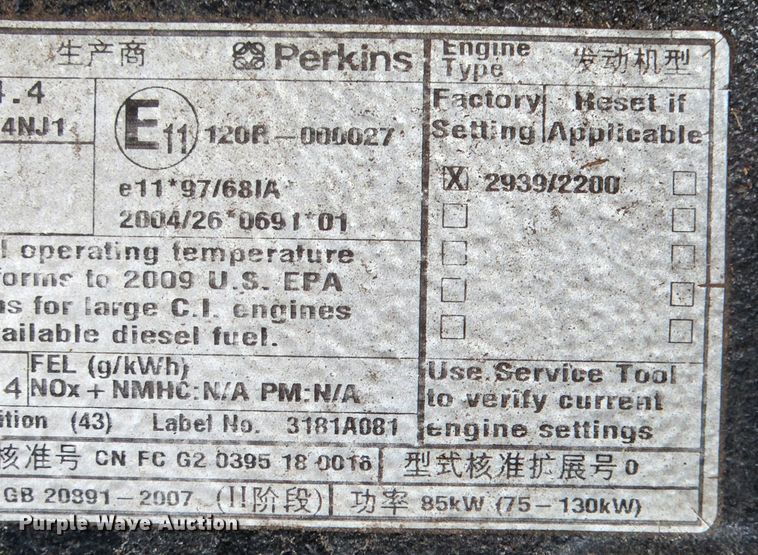 生产商 Perkins
Engine Type 发动机型
4.4
4NJ1
E11 120R-000027
e11*97/68IA
2004/26*0691*01
Factory Setting Reset if Applicable
X 2939/2200
operating temperature
forms to 2009 U.S. EPA
ns for large C.I. engines
vailable diesel fuel.
4 FEL (g/kWh)
NOx + NMHC:N/A PM:N/A
ition (43) Label No. 3181A081
Use Service Tool
to verify current
engine settings
核准号 CN FC G2 0395 18 0016 型式核准扩展号 0
GB 20891-2007 (II阶段) 功率 85kW (75-130kW)
Purple Wave Auction